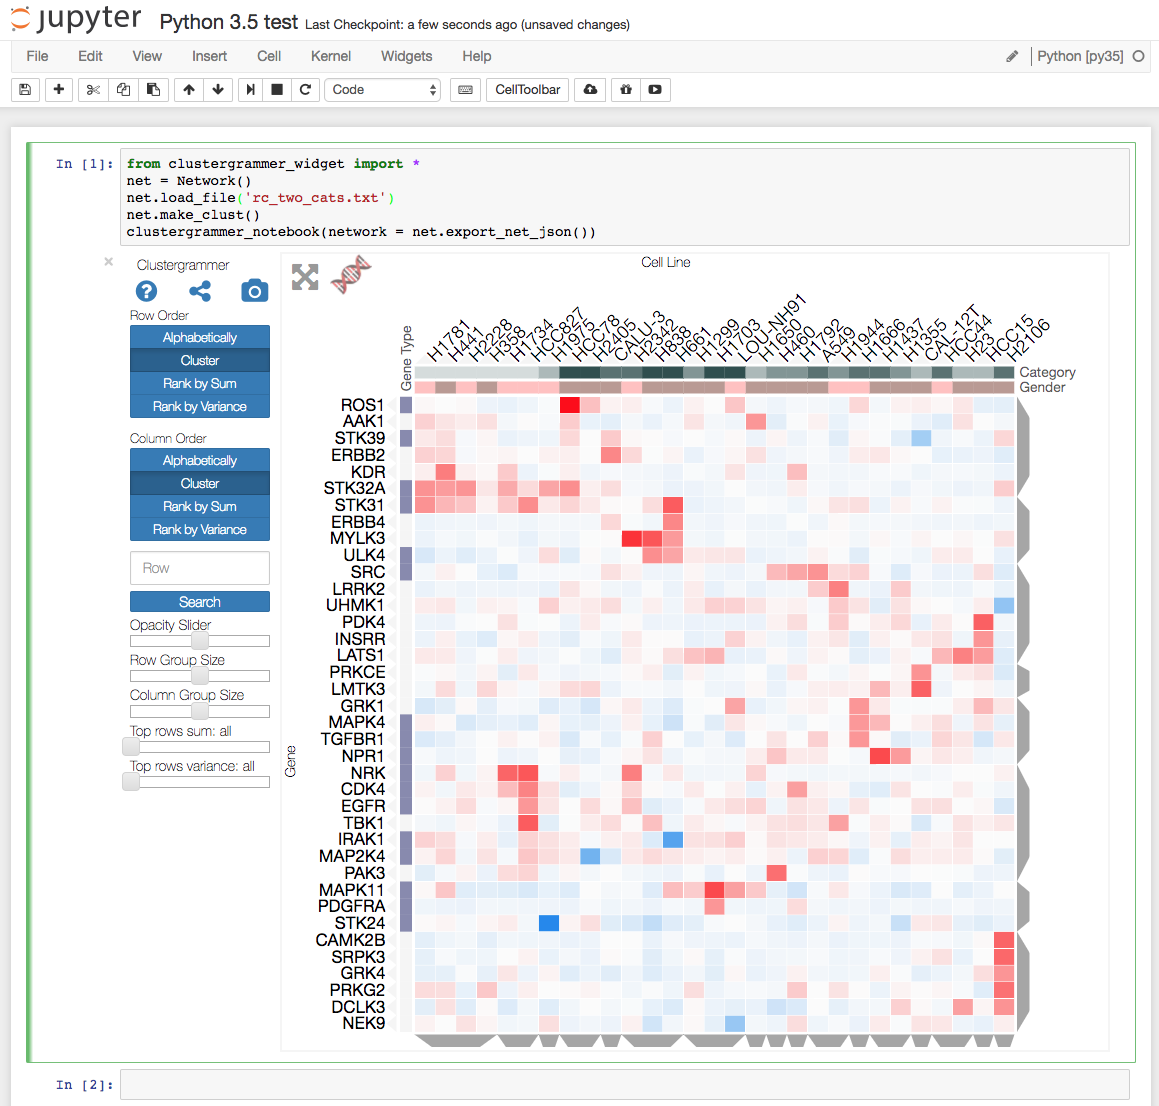 jupyter Python 3.5 test Last Checkpoint: a few seconds ago (unsaved changes)
File Edit View Insert Cell Kernel Widgets Help Python [py35]
Code CellToolbar
In [1]: from clustergrammer_widget import *
net = Network()
net.load_file('rc_two_cats.txt')
net.make_clust()
clustergrammer_notebook(network = net.export_net_json())
Clustergrammer
Row Order
Alphabetically
Cluster
Rank by Sum
Rank by Variance
Column Order
Alphabetically
Cluster
Rank by Sum
Rank by Variance
Row
Search
Opacity Slider
Row Group Size
Column Group Size
Top rows sum: all
Top rows variance: all
Cell Line
H1781
H441
H2228
H358
H1734
HCC827
H1975
HCC78
H2405
CALU-3
H2342
H838
H661
H1299
H1703
LOU-NH91
H1650
H460
H1792
A549
H1944
H1666
H1437
H1355
CAL-12T
HCC44
H23
HCC15
H2106
Category
Gender
Gene Type
Gene
ROS1
AAK1
STK39
ERBB2
KDR
STK32A
STK31
ERBB4
MYLK3
ULK4
SRC
LRRK2
UHMK1
PDK4
INSRR
LATS1
PRKCE
LMTK3
GRK1
MAPK4
TGFBR1
NPR1
NRK
CDK4
EGFR
TBK1
IRAK1
MAP2K4
PAK3
MAPK11
PDGFRA
STK24
CAMK2B
SRPK3
GRK4
PRKG2
DCLK3
NEK9
In [2]: